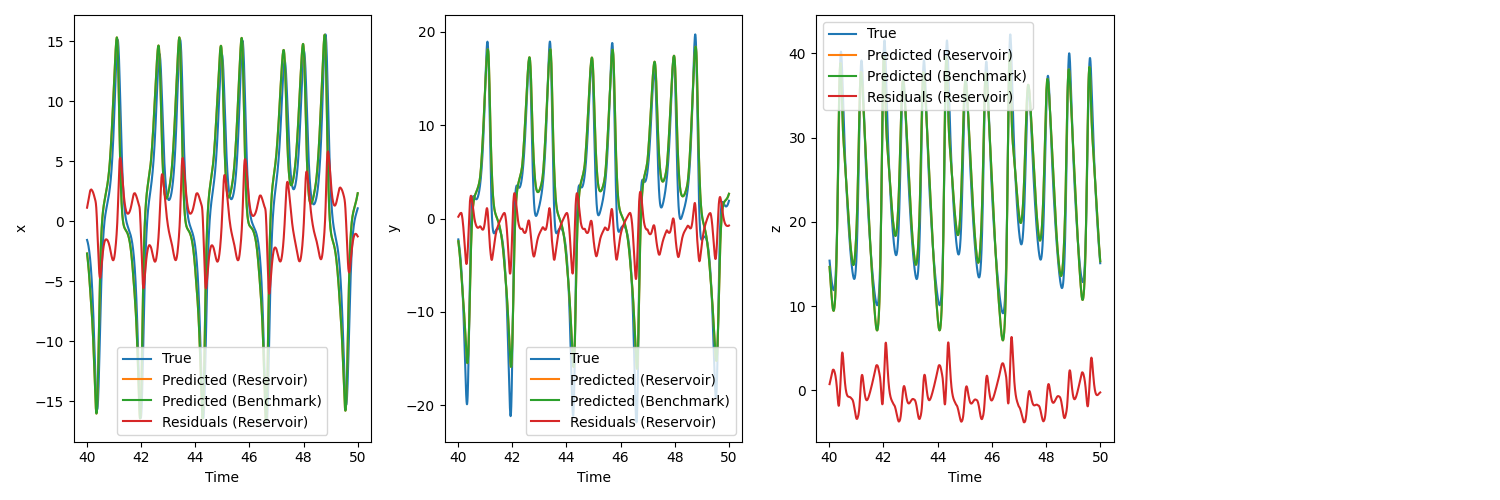 15
10
5
0
−5
−10
−15
x
40 42 44 46 48 50
Time
True
Predicted (Reservoir)
Predicted (Benchmark)
Residuals (Reservoir)
20
10
0
−10
−20
y
40 42 44 46 48 50
Time
True
Predicted (Reservoir)
Predicted (Benchmark)
Residuals (Reservoir)
40
30
20
10
0
z
40 42 44 46 48 50
Time
True
Predicted (Reservoir)
Predicted (Benchmark)
Residuals (Reservoir)